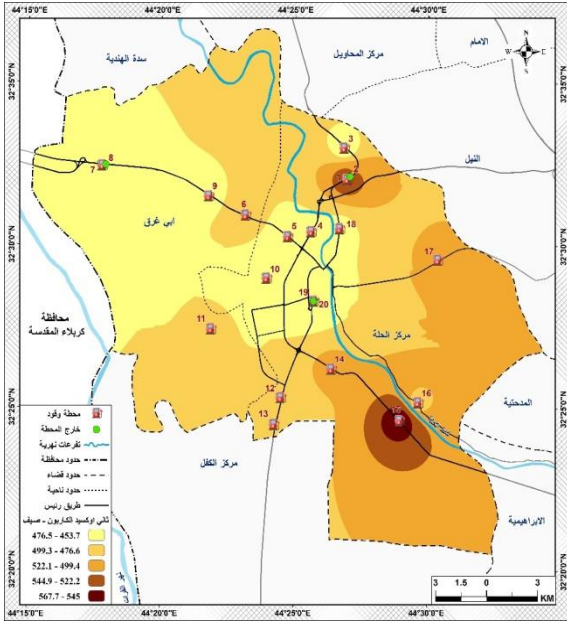 44°15'0"E 44°20'0"E 44°25'0"E 44°30'0"E
32°35'0"N
32°30'0"N
32°25'0"N
32°20'0"N
32°35'0"N
32°30'0"N
32°25'0"N
32°20'0"N
سدة الهندية
مركز المحاويل
الامام
N
W E
S
النيل
3
2
8
7
9
6
5
4
18
ابي غرق
17
10
19
20
محافظة
كربلاء المقدسة
11
مركز الحلة
14
المدحتية
12
16
13
15
مركز الكفل
الابراهيمية
محطة وقود
خارج المحطة
تفرعات نهرية
حدود محافظة
حدود قضاء
حدود ناحية
طريق رئيس
ثاني اوكسيد الكاربون - صيف
476.5 - 453.7
499.3 - 476.6
522.1 - 499.4
544.9 - 522.2
567.7 - 545
3 1.5 0 3
KM
44°15'0"E 44°20'0"E 44°25'0"E 44°30'0"E